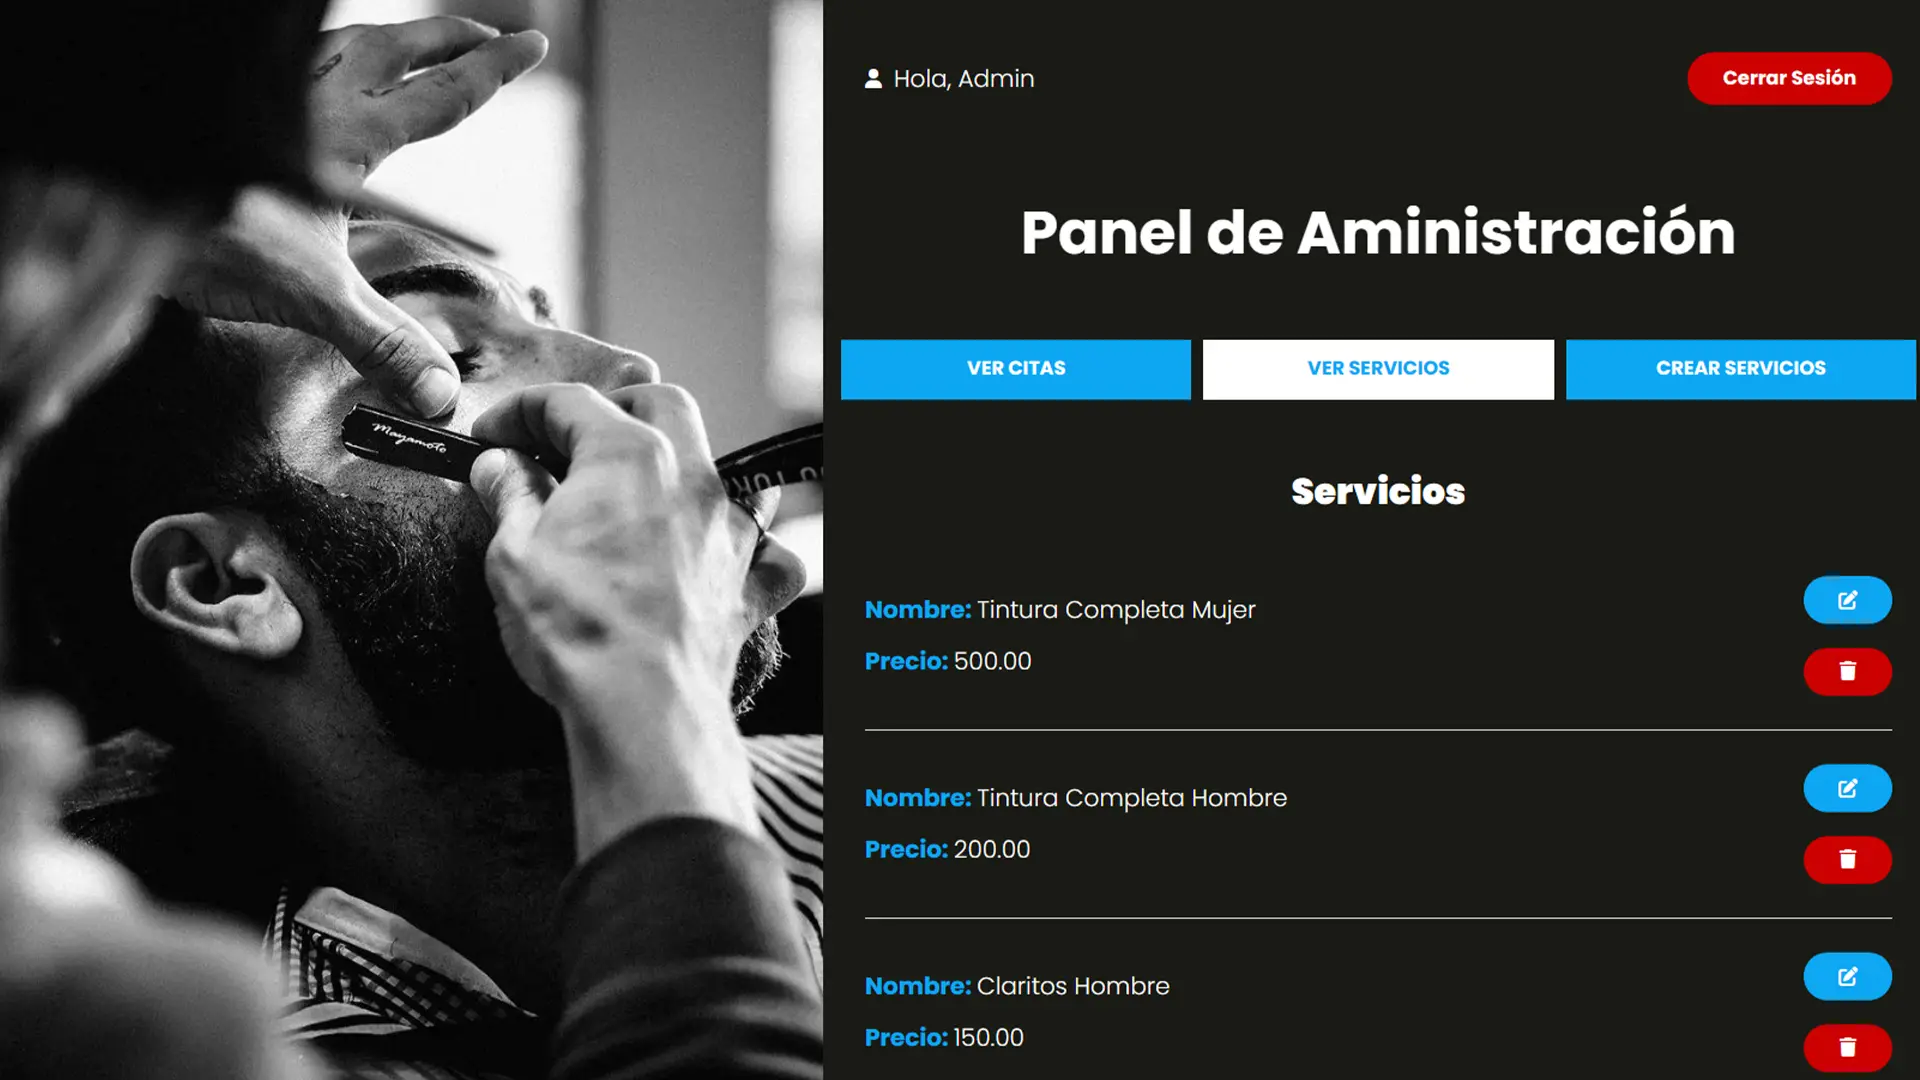 Hola, Admin
Cerrar Sesión
Panel de Aministración
VER CITAS
VER SERVICIOS
CREAR SERVICIOS
Servicios
Nombre: Tintura Completa Mujer
Precio: 500.00
Nombre: Tintura Completa Hombre
Precio: 200.00
Nombre: Claritos Hombre
Precio: 150.00
Mayamoto